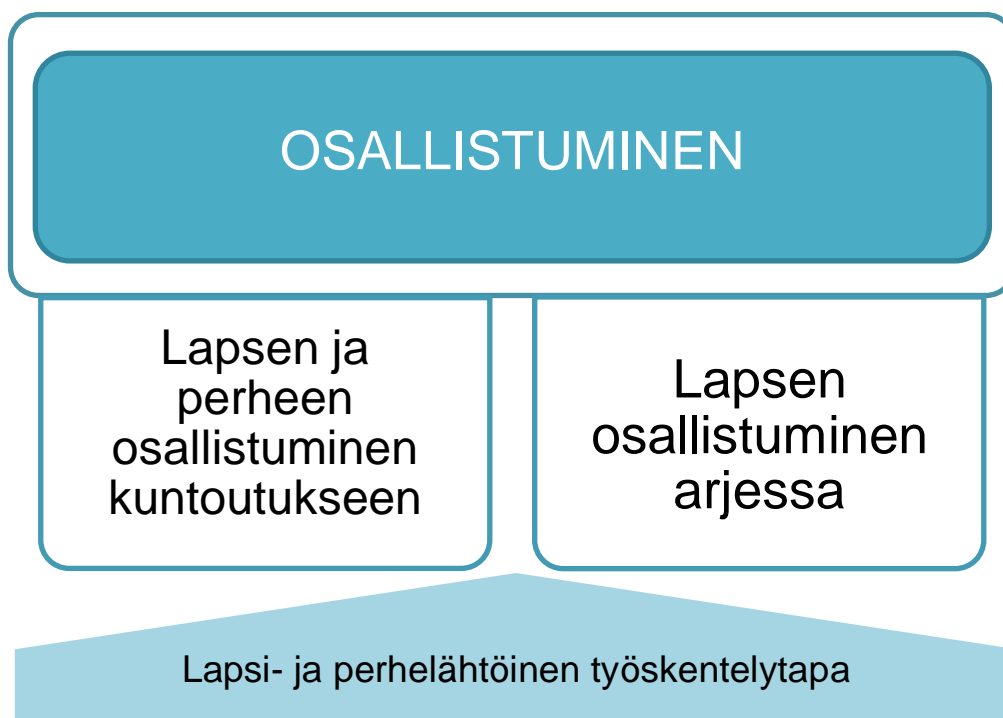 OSALLISTUMINEN
Lapsen ja
perheen
osallistuminen
kuntoutukseen
Lapsen
osallistuminen
arjessa
Lapsi- ja perhelähtöinen työskentelytapa